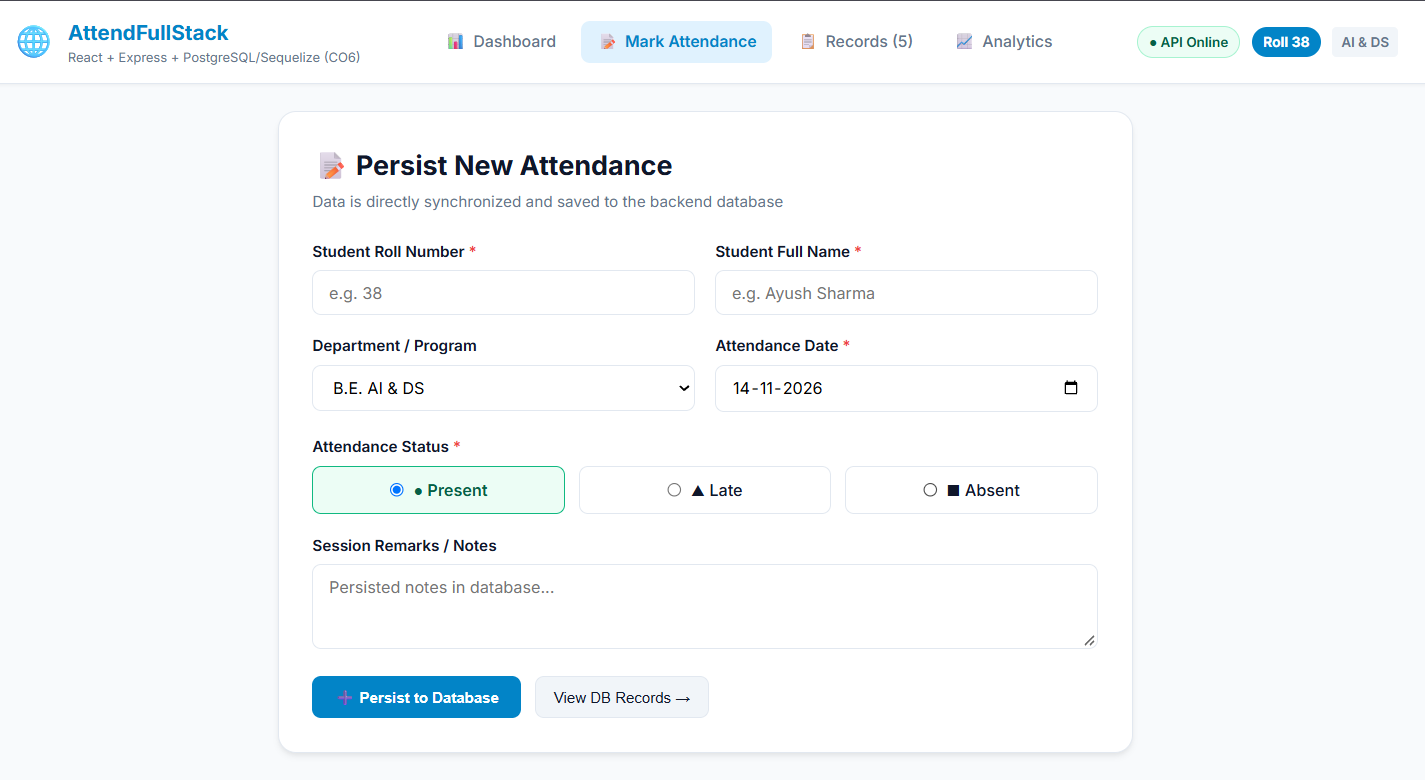 AttendFullStack
React + Express + PostgreSQL/Sequelize (CO6)
Dashboard
Mark Attendance
Records (5)
Analytics
● API Online
Roll 38
AI & DS
Persist New Attendance
Data is directly synchronized and saved to the backend database
Student Roll Number *
Student Full Name *
e.g. 38
e.g. Ayush Sharma
Department / Program
Attendance Date *
B.E. AI & DS
14-11-2026
Attendance Status *
● Present
▲ Late
■ Absent
Session Remarks / Notes
Persisted notes in database...
Persist to Database
View DB Records →